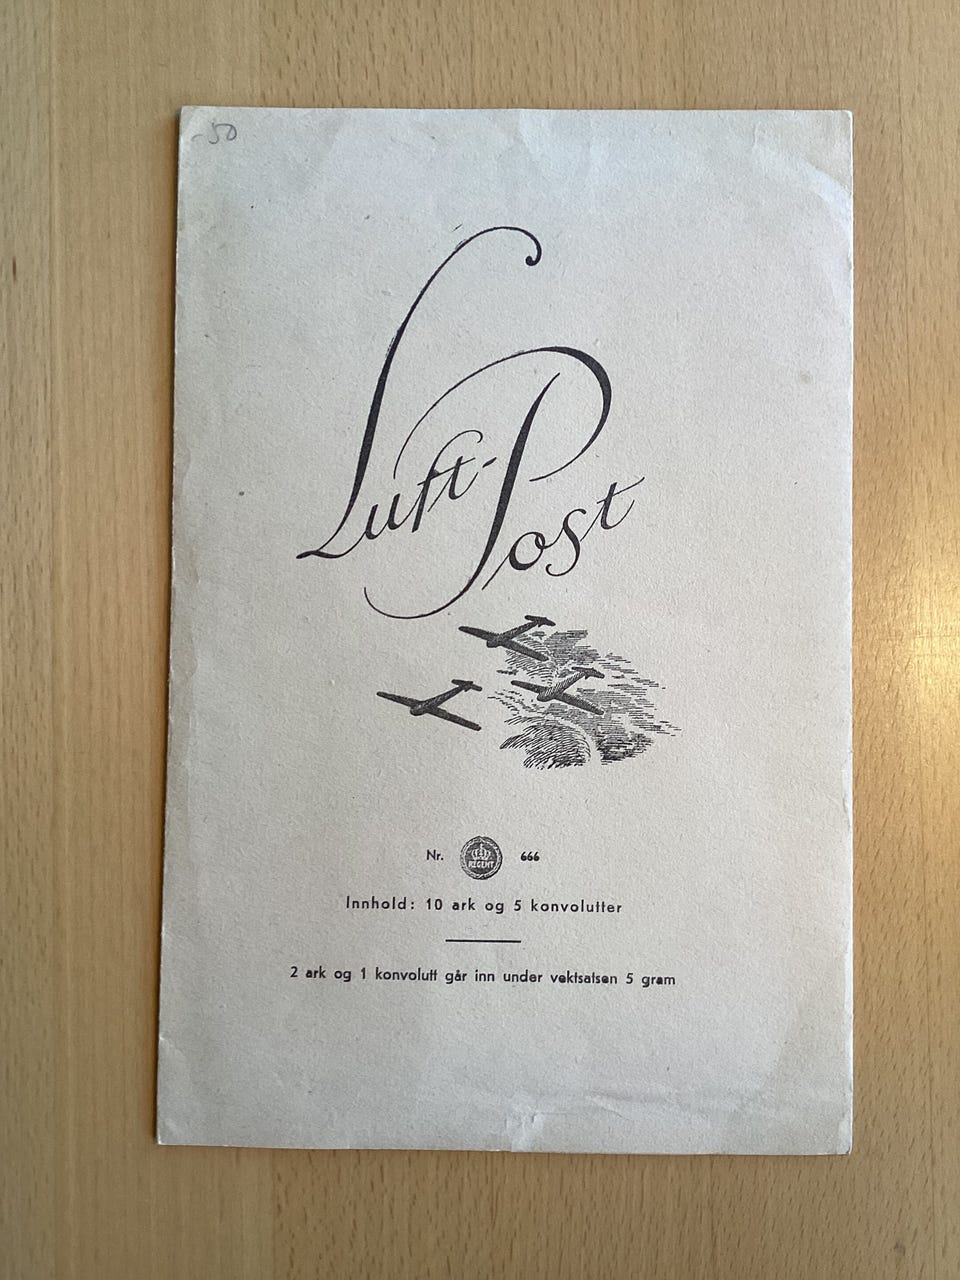 -50
Luft-
Post
Nr. REGENT 666
Innhold: 10 ark og 5 konvolutter
2 ark og 1 konvolutt går inn under vektsatsen 5 gram